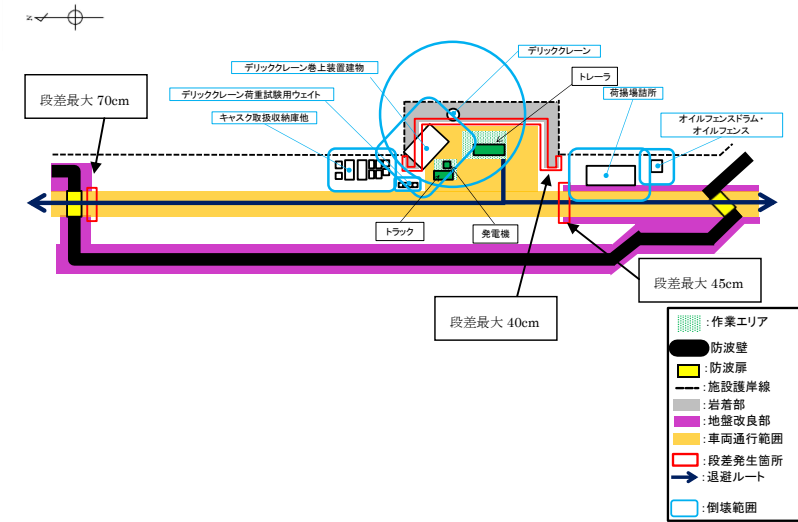 N
デリッククレーン
デリッククレーン巻上装置建物
トレーラ
段差最大 70cm
デリッククレーン荷重試験用ウェイト
荷揚場詰所
キャスク取扱収納庫他
オイルフェンスドラム・
オイルフェンス
トラック
発電機
段差最大 45cm
段差最大 40cm
:作業エリア
:防波壁
:防波扉
:施設護岸線
:岩着部
:地盤改良部
:車両通行範囲
:段差発生箇所
:退避ルート
:倒壊範囲